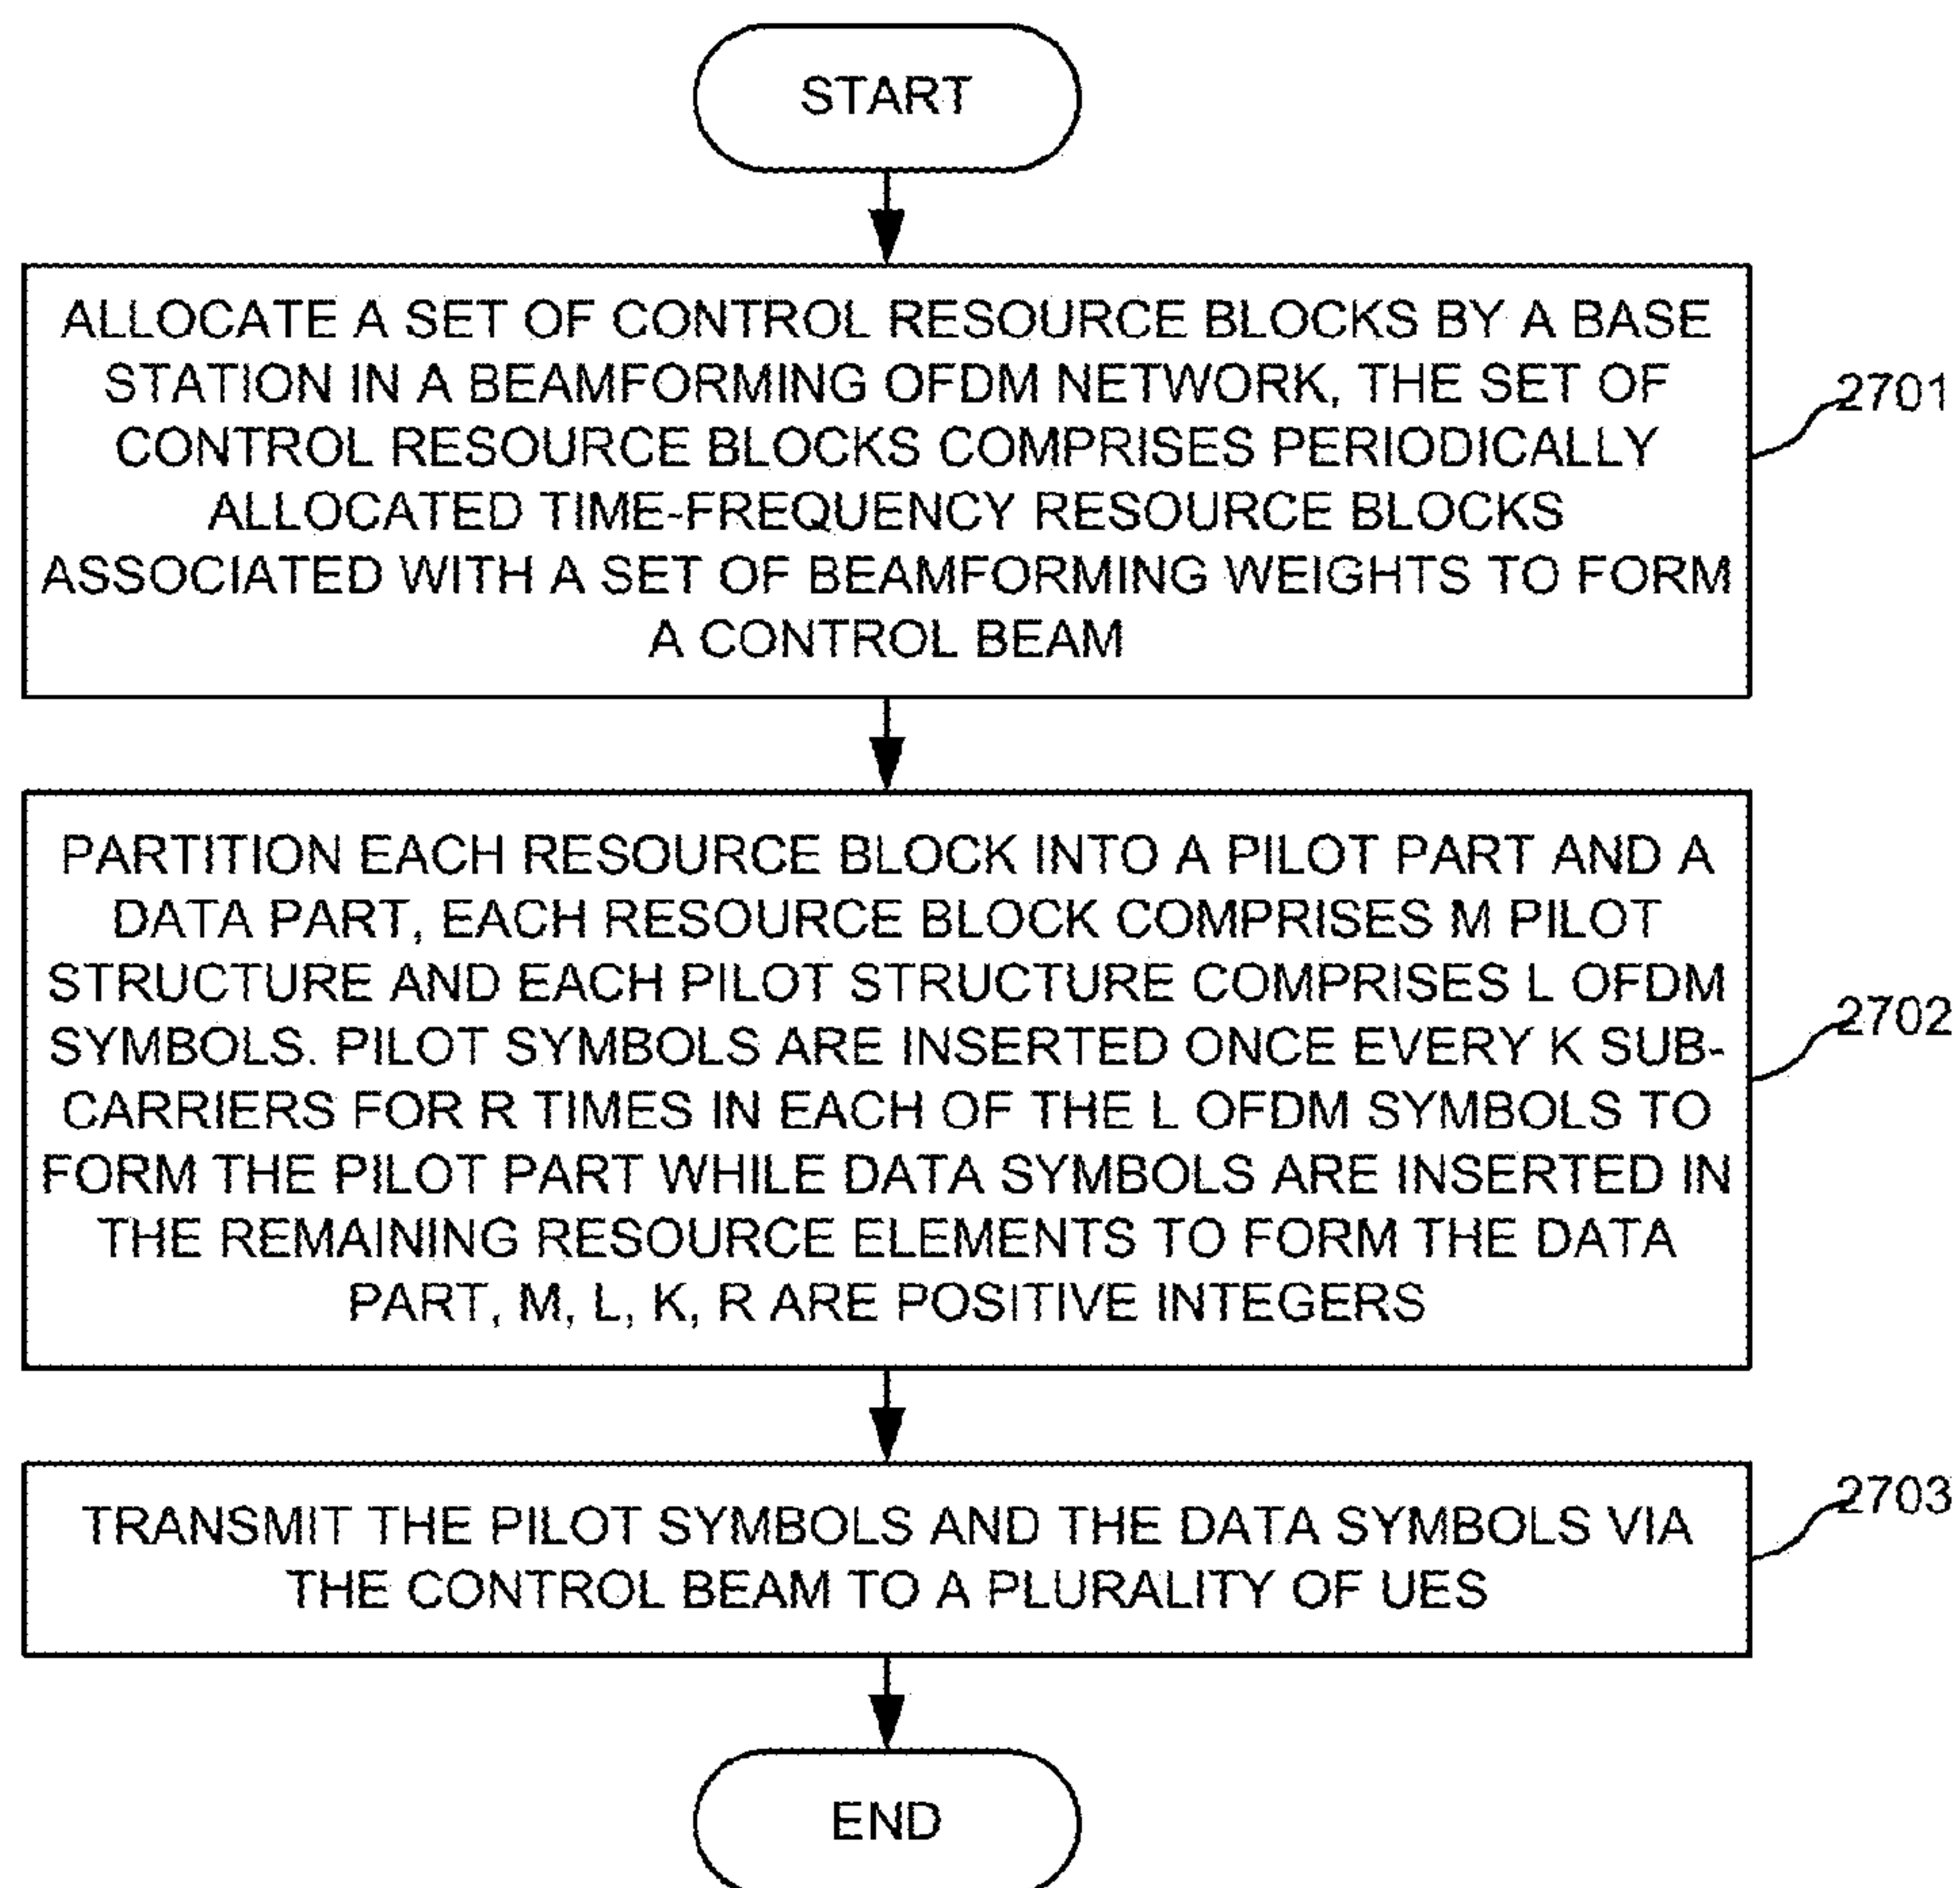 START
ALLOCATE A SET OF CONTROL RESOURCE BLOCKS BY A BASE
STATION IN A BEAMFORMING OFDM NETWORK, THE SET OF
CONTROL RESOURCE BLOCKS COMPRISES PERIODICALLY
ALLOCATED TIME-FREQUENCY RESOURCE BLOCKS
ASSOCIATED WITH A SET OF BEAMFORMING WEIGHTS TO FORM
A CONTROL BEAM
2701
PARTITION EACH RESOURCE BLOCK INTO A PILOT PART AND A
DATA PART, EACH RESOURCE BLOCK COMPRISES M PILOT
STRUCTURE AND EACH PILOT STRUCTURE COMPRISES L OFDM
SYMBOLS. PILOT SYMBOLS ARE INSERTED ONCE EVERY K SUB-
CARRIERS FOR R TIMES IN EACH OF THE L OFDM SYMBOLS TO
FORM THE PILOT PART WHILE DATA SYMBOLS ARE INSERTED IN
THE REMAINING RESOURCE ELEMENTS TO FORM THE DATA
PART, M, L, K, R ARE POSITIVE INTEGERS
2702
TRANSMIT THE PILOT SYMBOLS AND THE DATA SYMBOLS VIA
THE CONTROL BEAM TO A PLURALITY OF UES
2703
END